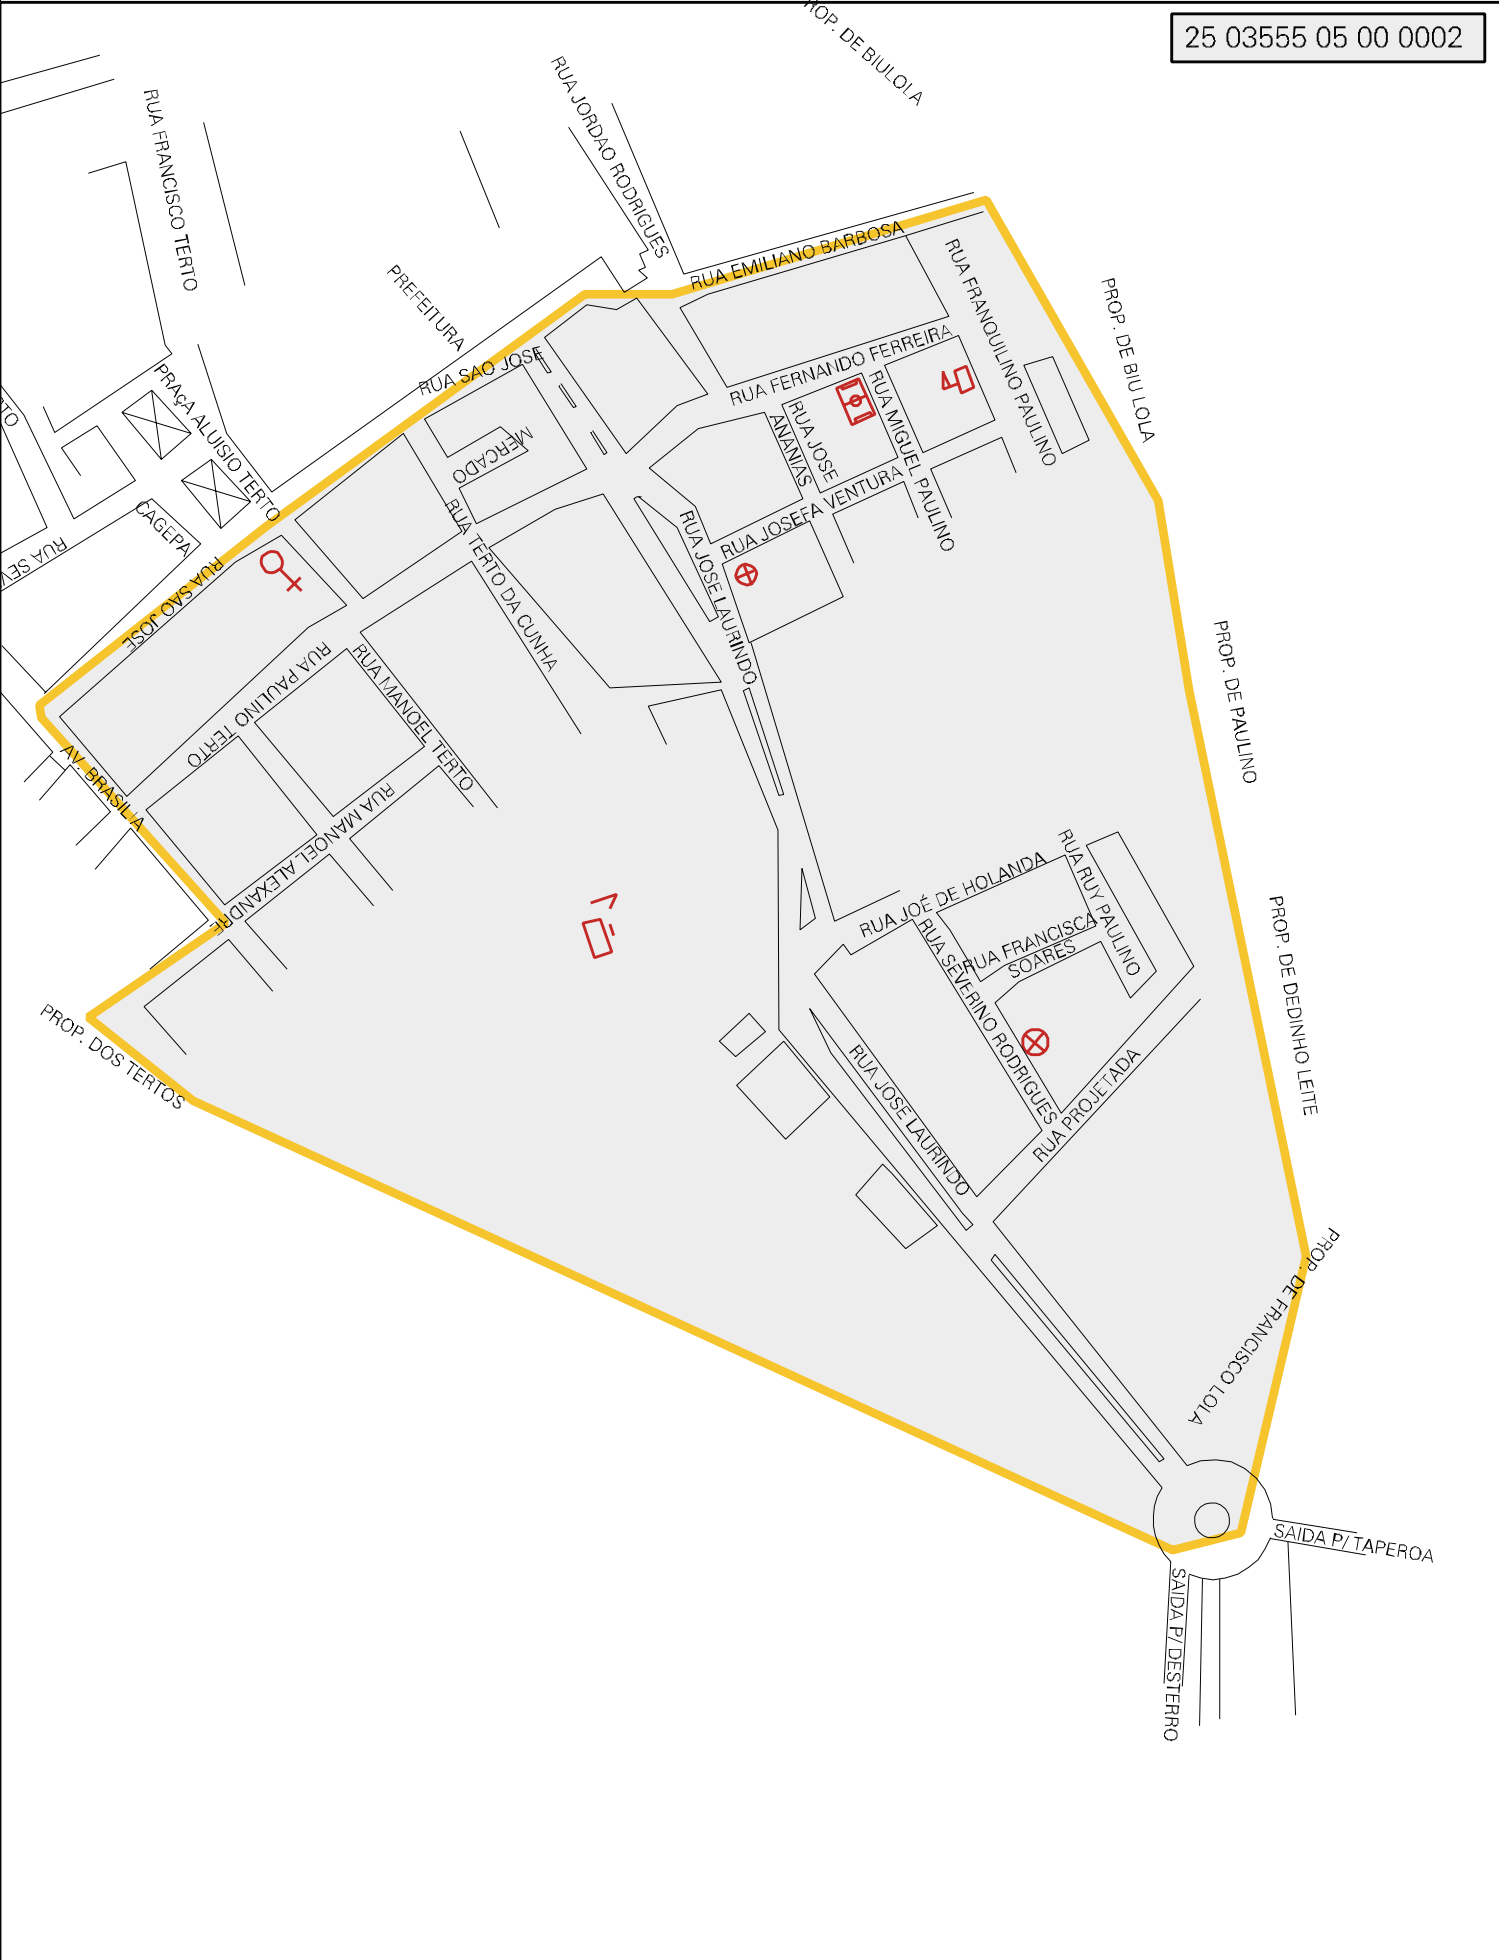 PROP. DE BIULOLA
25 03555 05 00 0002
RUA JORDAO RODRIGUES
RUA FRANCISCO TERTO
PREFEITURA
RUA EMILIANO BARBOSA
RUA FRANQUILINO PAULINO
PROP. DE BIU LOLA
RUA SAO JOSE
RUA FERNANDO FERREIRA
PRAÇA ALUISIO TERTO
RUA MIGUEL PAULINO
RUA JOSE
ANANIAS
MERCADO
CAGEPA
RUA JOSEFA VENTURA
RUA TERTO DA CUNHA
RUA JOSE LAURINDO
RUA SAO JOSE
RUA PAULINO TERTO
RUA MANOEL TERTO
PROP. DE PAULINO
AV. BRASILIA
RUA MANOEL ALEXANDRE
RUA JOÉ DE HOLANDA
RUA RUY PAULINO
RUA FRANCISCA
SOARES
RUA SEVERINO RODRIGUES
PROP. DE DEDINHO LEITE
PROP. DOS TERTOS
RUA JOSE LAURINDO
RUA PROJETADA
PROP. DE FRANCISCO LOLA
SAIDA P/ TAPEROA
SAIDA P/ DESTERRO